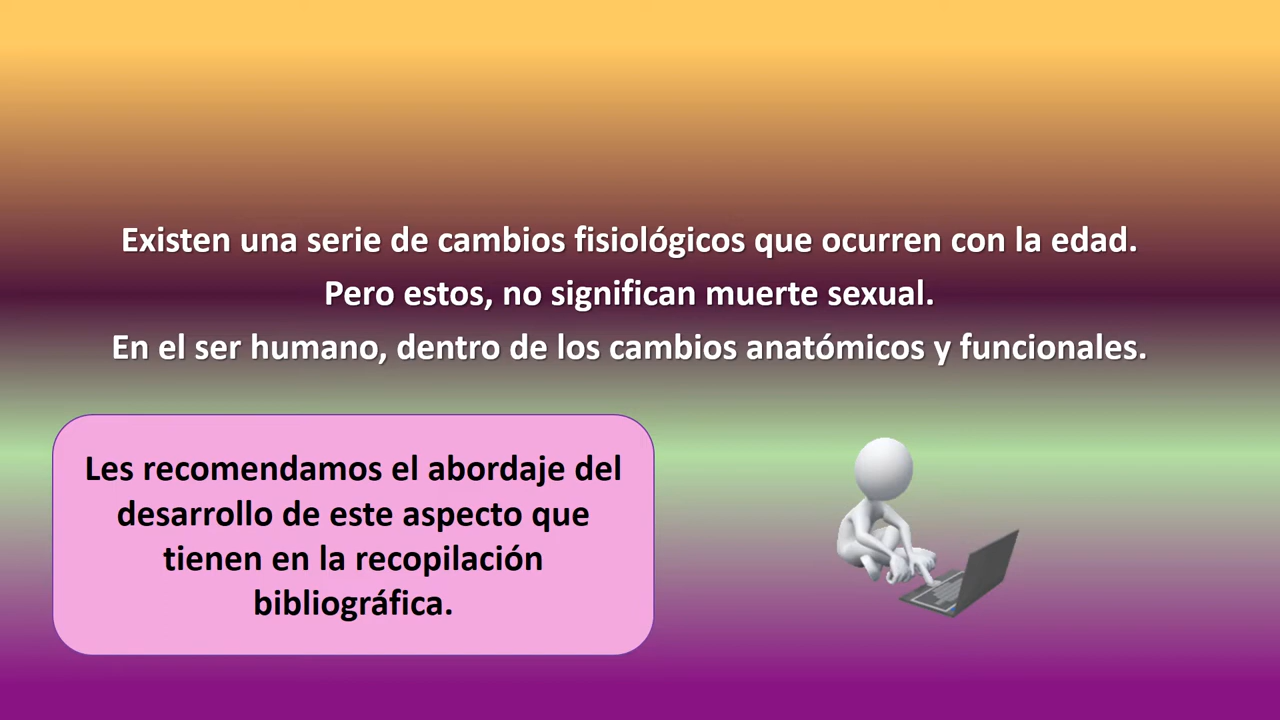 Existen una serie de cambios fisiológicos que ocurren con la edad.
Pero estos, no significan muerte sexual.
En el ser humano, dentro de los cambios anatómicos y funcionales.
Les recomendamos el abordaje del
desarrollo de este aspecto que
tienen en la recopilación
bibliográfica.